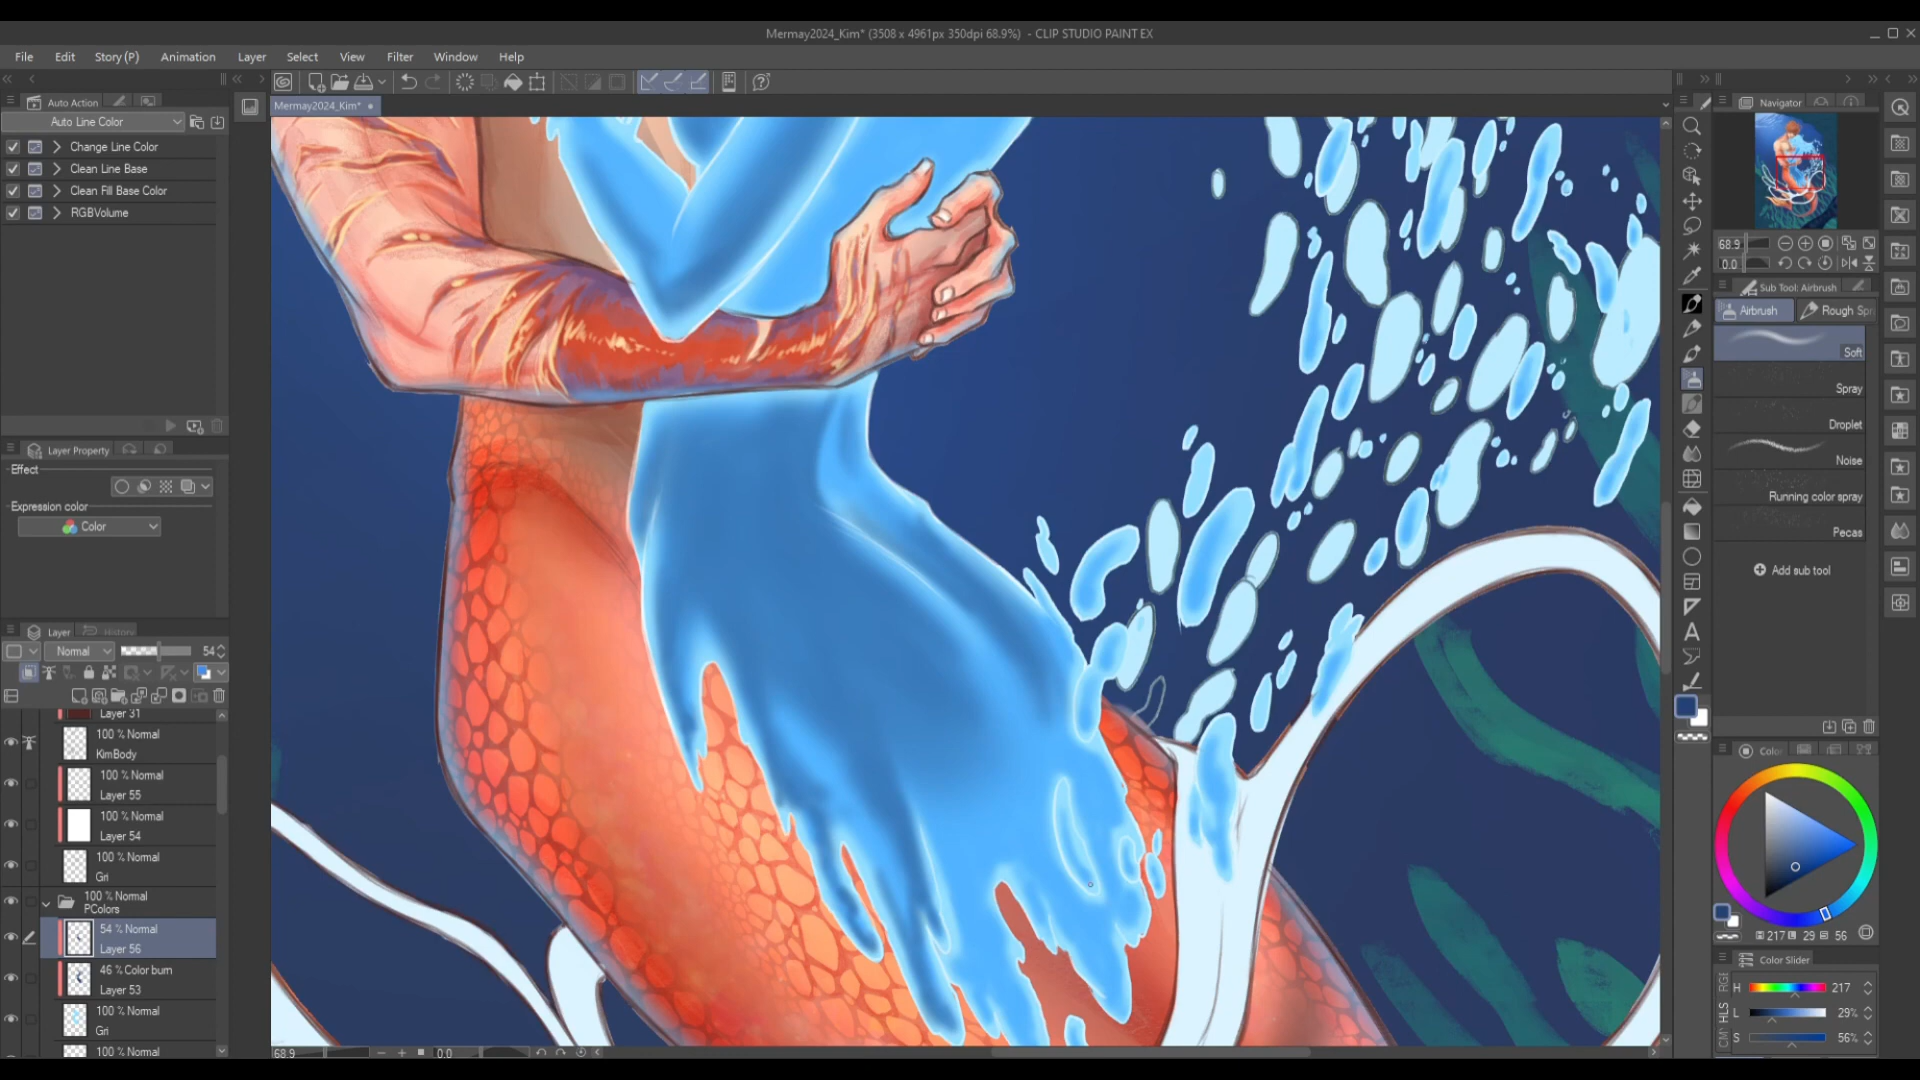 Mermay2024_Kim* (3508 x 4961px 350dpi 68.9%) - CLIP STUDIO PAINT EX
File Edit Story (P) Animation Layer Select View Filter Window Help
Auto Action
Mermay2024_Kim*
Navigator
Auto Line Color
Change Line Color
Clean Line Base
Clean Fill Base Color
RGBVolume
68.9
0.0
Sub Tool: Airbrush
Airbrush
Rough Spr
Soft
Spray
Droplet
Noise
Running color spray
Pecas
Add sub tool
Layer Property
Effect
Expression color
Color
Layer
History
Normal
54
Layer 31
100 % Normal
KimBody
100 % Normal
Layer 55
100 % Normal
Layer 54
100 % Normal
Gri
100 % Normal
PColors
54 % Normal
Layer 56
46 % Color burn
Layer 53
100 % Normal
Gri
100 % Normal
68.9
0.0
Colo
217 29 56
Color Slider
RGB
HLS
H 217
L 29%
S 56%